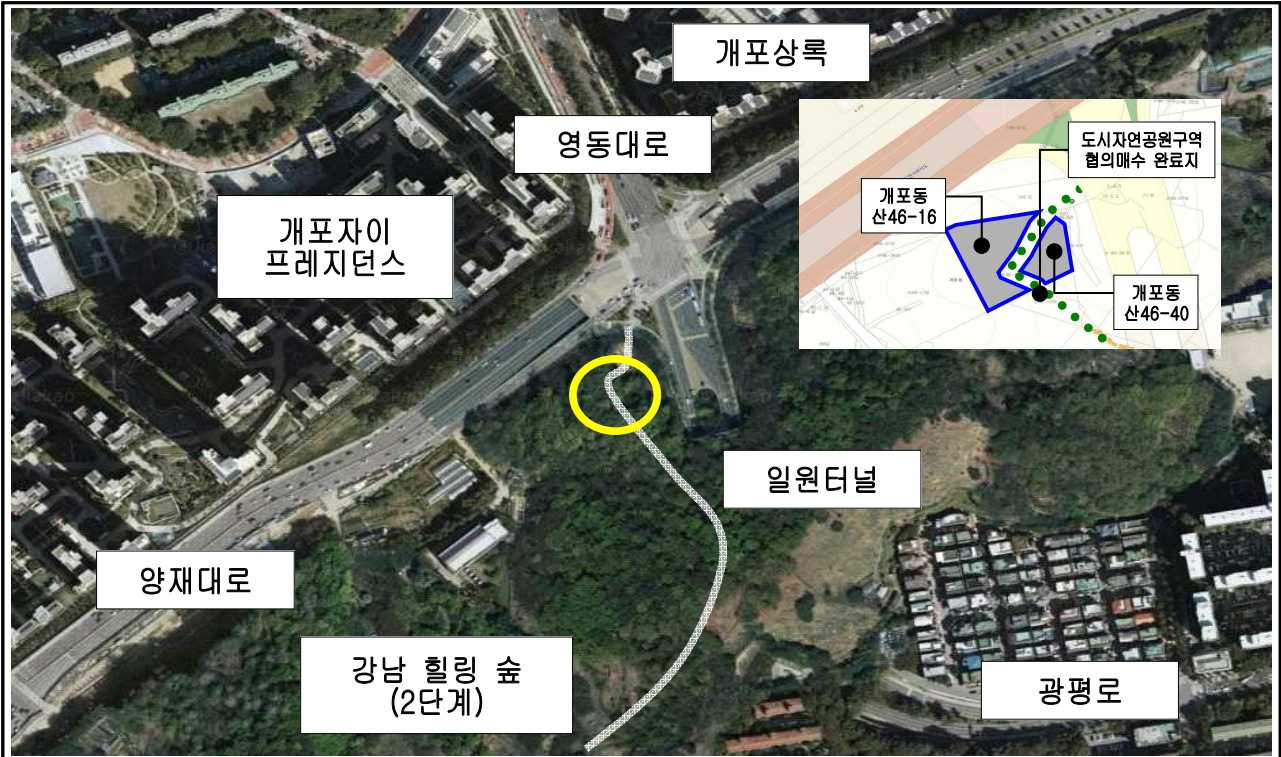 개포상록
영동대로
도시자연공원구역
협의매수 완료지
개포동
산46-16
개포자이
프레지던스
개포동
산46-40
일원터널
양재대로
강남 힐링 숲
(2단계)
광평로